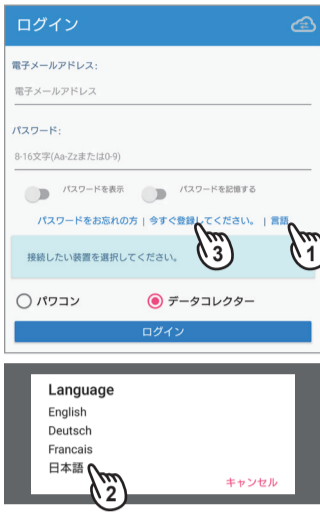 ログイン
電子メールアドレス:
電子メールアドレス
パスワード:
8-16文字(Aa-Zzまたは0-9)
パスワードを表示 パスワードを記憶する
パスワードをお忘れの方 | 今すぐ登録してください。 | 言語
3 1
接続したい装置を選択してください。
パワコン データコレクター
ログイン
Language
English
Deutsch
Francais
日本語
2
キャンセル